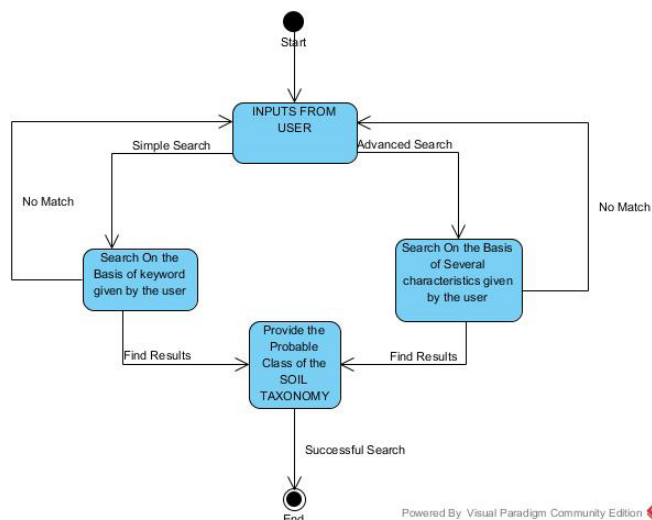 Start
INPUTS FROM
USER
Simple Search
Advanced Search
No Match
No Match
Search On the
Basis of keyword
given by the user
Search On the Basis
of Several
characteristics given
by the user
Provide the
Probable
Class of the
SOIL
TAXONOMY
Find Results
Find Results
Successful Search
End
Powered By Visual Paradigm Community Edition